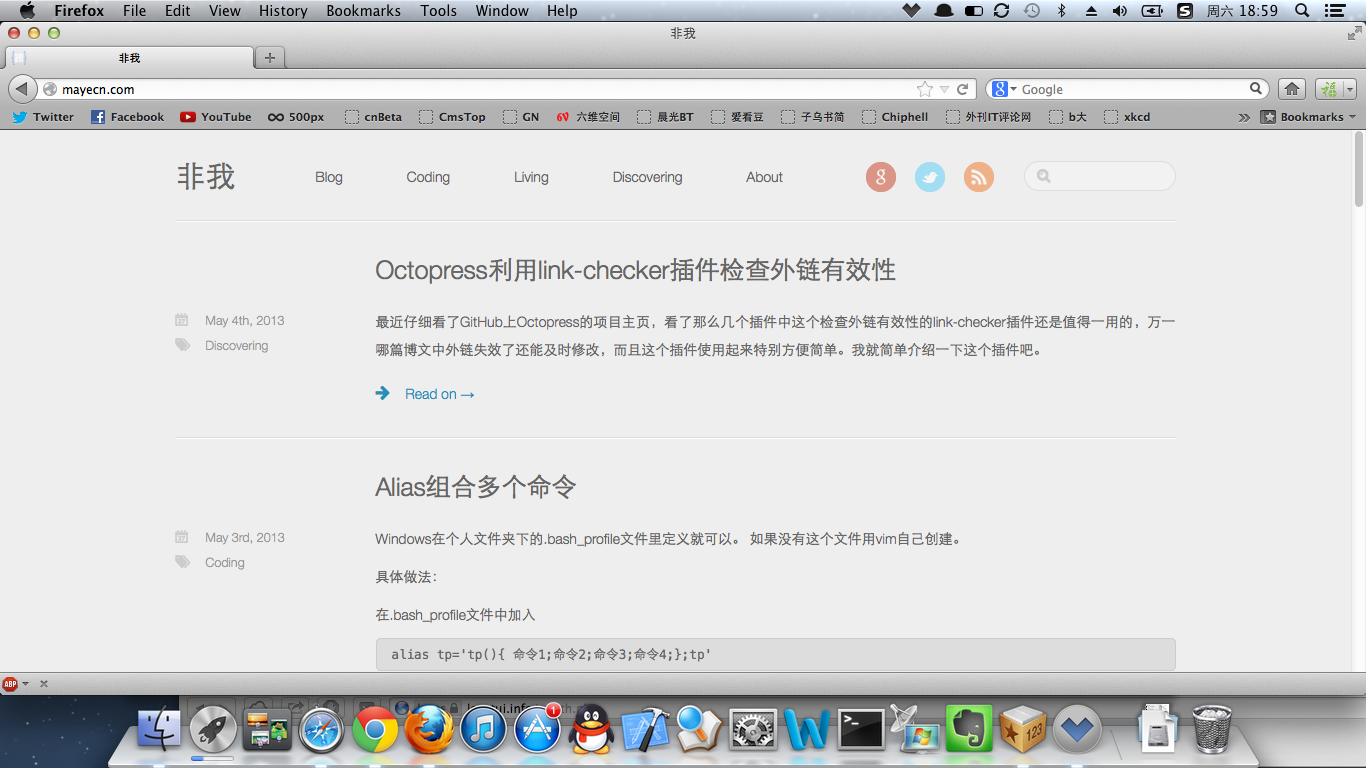 Firefox File Edit View History Bookmarks Tools Window Help 周六 18:59
非我
非我
mayecn.com Google 福
Twitter Facebook YouTube 500px cnBeta CmsTop GN 6V 六维空间 晨光BT 爱看豆 子乌书简 Chiphell 外刊IT评论网 b大 xkcd Bookmarks
非我 Blog Coding Living Discovering About
Octopress利用link-checker插件检查外链有效性
May 4th, 2013
Discovering
最近仔细看了GitHub上Octopress的项目主页，看了那么几个插件中这个检查外链有效性的link-checker插件还是值得一用的，万一
哪篇博文中外链失效了还能及时修改，而且这个插件使用起来特别方便简单。我就简单介绍一下这个插件吧。
Read on →
Alias组合多个命令
May 3rd, 2013
Coding
Windows在个人文件夹下的.bash_profile文件里定义就可以。 如果没有这个文件用vim自己创建。
具体做法：
在.bash_profile文件中加入
alias tp='tp(){ 命令1;命令2;命令3;命令4;};tp'
ABP
1
123